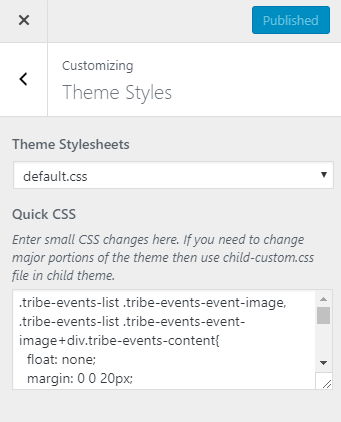 Published
Customizing
Theme Styles
Theme Stylesheets
default.css
Quick CSS
Enter small CSS changes here. If you need to change
major portions of the theme then use child-custom.css
file in child theme.
.tribe-events-list .tribe-events-event-image,
.tribe-events-list .tribe-events-event-
image+div.tribe-events-content{
float: none;
margin: 0 0 20px;